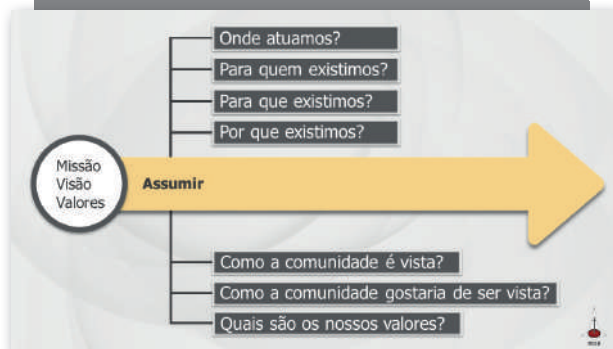 Onde atuamos?
Para quem existimos?
Para que existimos?
Por que existimos?
Missão
Visão
Valores
Assumir
Como a comunidade é vista?
Como a comunidade gostaria de ser vista?
Quais são os nossos valores?